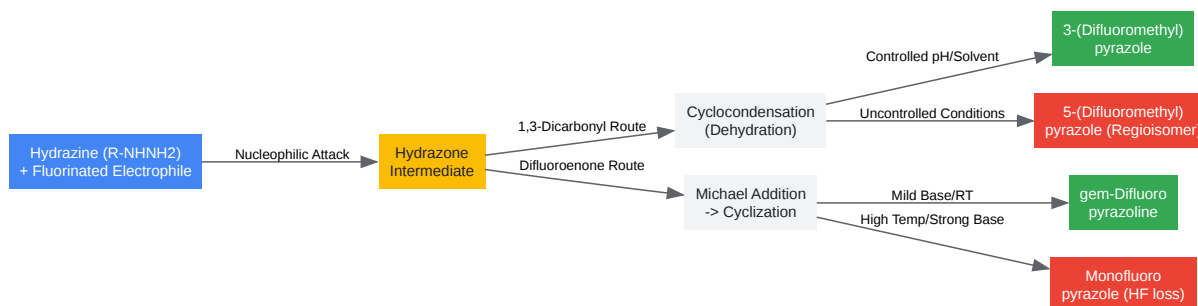 Hydrazine (R-NHNH2)
+ Fluorinated Electrophile
Nucleophilic Attack
Hydrazone
Intermediate
1,3-Dicarbonyl Route
Difluoroenone Route
Cyclocondensation
(Dehydration)
Michael Addition
-> Cyclization
Controlled pH/Solvent
Uncontrolled Conditions
Mild Base/RT
High Temp/Strong Base
3-(Difluoromethyl)
pyrazole
5-(Difluoromethyl)
pyrazole (Regioisomer)
gem-Difluoro
pyrazoline
Monofluoro
pyrazole (HF loss)